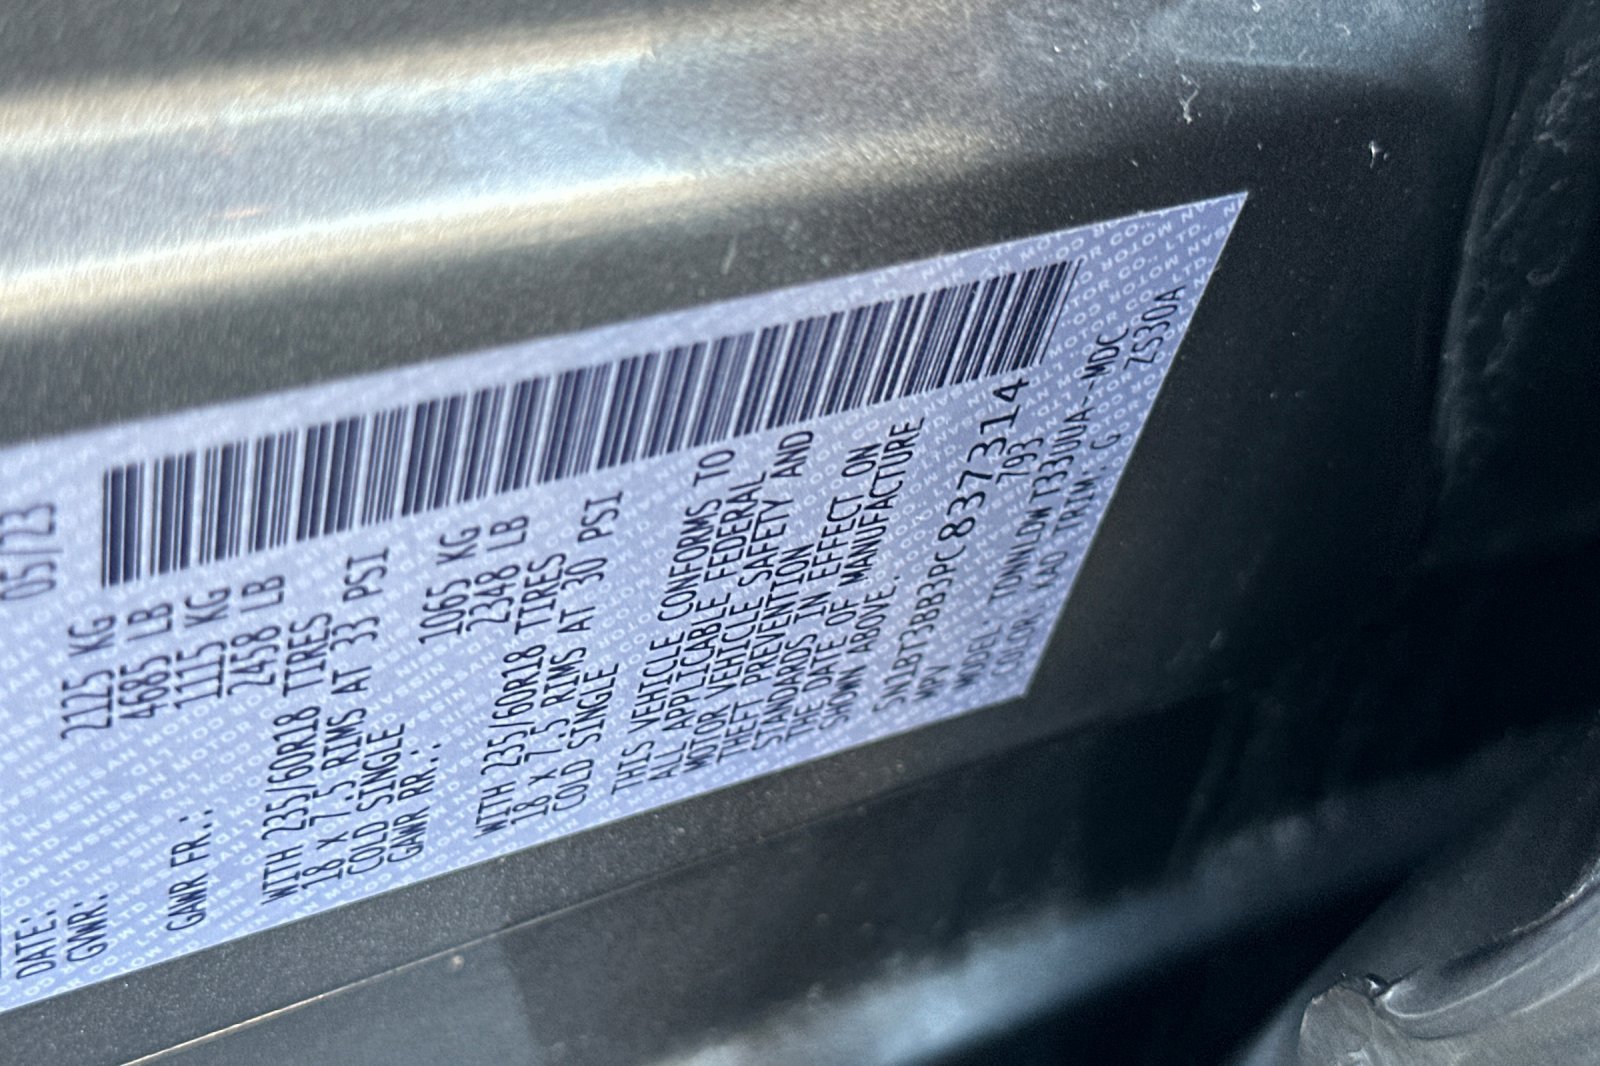 DATE: 05/23
GVWR: 2125 KG
4685 LB
GAWR FR.: 1115 KG
2458 LB
WITH 235/60R18 TIRES
18 X 7.5 RIMS AT 33 PSI
COLD SINGLE
GAWR RR.: 1065 KG
2348 LB
WITH 235/60R18 TIRES
18 X 7.5 RIMS AT 30 PSI
COLD SINGLE
THIS VEHICLE CONFORMS TO
ALL APPLICABLE FEDERAL
MOTOR VEHICLE SAFETY AND
THEFT PREVENTION
STANDARDS IN EFFECT ON
THE DATE OF MANUFACTURE
SHOWN ABOVE.
5N1BT3BB3PC837314
MPV 793
MODEL. TDNNLDWT33UUA--MDC
COLOR. KAD TRIM. G ZS30A